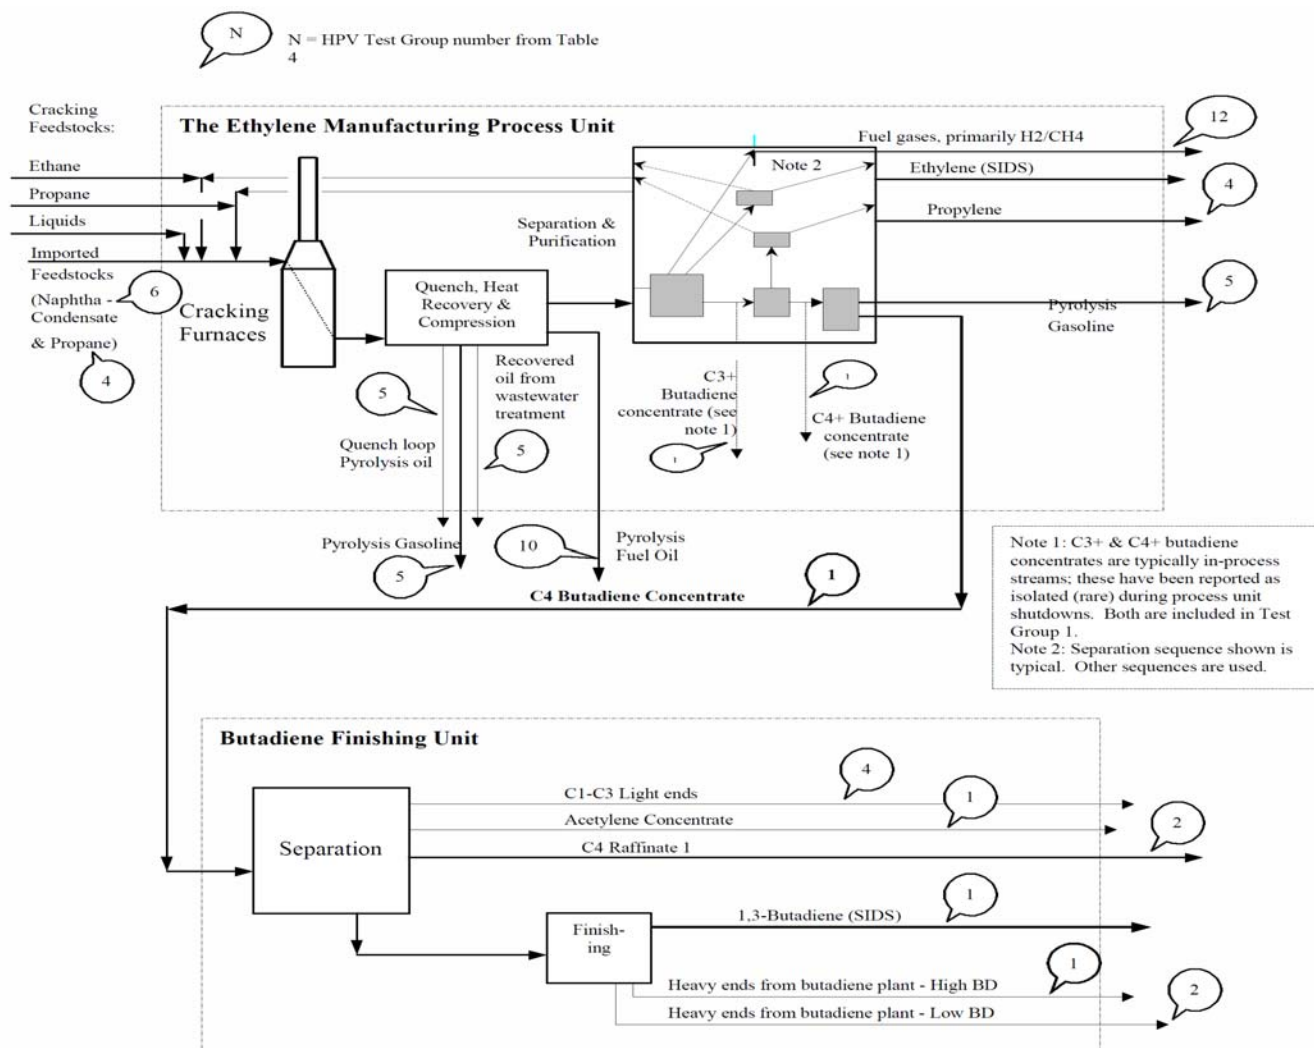 N
N = HPV Test Group number from Table
4
Cracking
Feedstocks:
The Ethylene Manufacturing Process Unit
Ethane
Propane
Liquids
Imported
Feedstocks
(Naphtha -
Condensate
& Propane)
6
4
Cracking
Furnaces
Quench, Heat
Recovery &
Compression
Separation &
Purification
Note 2
Fuel gases, primarily H2/CH4
12
Ethylene (SIDS)
4
Propylene
5
Pyrolysis
Gasoline
5
Recovered
oil from
wastewater
treatment
Quench loop
Pyrolysis oil
5
C3+
Butadiene
concentrate (see
note 1)
1
1
C4+ Butadiene
concentrate
(see note 1)
Pyrolysis Gasoline
5
10
Pyrolysis
Fuel Oil
C4 Butadiene Concentrate
1
Note 1: C3+ & C4+ butadiene
concentrates are typically in-process
streams; these have been reported as
isolated (rare) during process unit
shutdowns. Both are included in Test
Group 1.
Note 2: Separation sequence shown is
typical. Other sequences are used.
Butadiene Finishing Unit
Separation
C1-C3 Light ends
4
Acetylene Concentrate
1
C4 Raffinate 1
2
Finish-
ing
1,3-Butadiene (SIDS)
1
Heavy ends from butadiene plant - High BD
1
Heavy ends from butadiene plant - Low BD
2